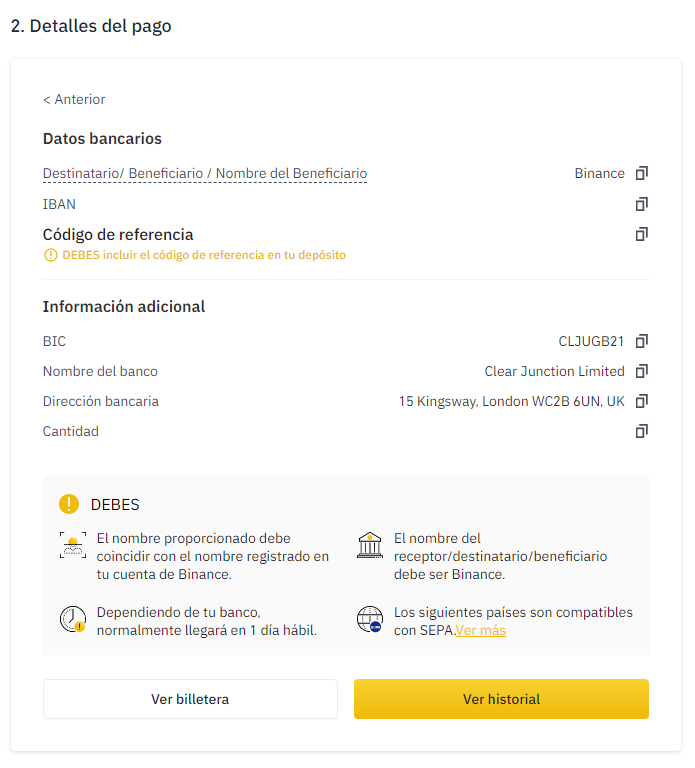 2. Detalles del pago
< Anterior
Datos bancarios
Destinatario/ Beneficiario / Nombre del Beneficiario Binance
IBAN
Código de referencia
DEBES incluir el código de referencia en tu depósito
Información adicional
BIC CLJUGB21
Nombre del banco Clear Junction Limited
Dirección bancaria 15 Kingsway, London WC2B 6UN, UK
Cantidad
DEBES
El nombre proporcionado debe
coincidir con el nombre registrado en
tu cuenta de Binance.
El nombre del
receptor/destinatario/beneficiario
debe ser Binance.
Dependiendo de tu banco,
normalmente llegará en 1 día hábil.
Los siguientes países son compatibles
con SEPA.Ver más
Ver billetera
Ver historial